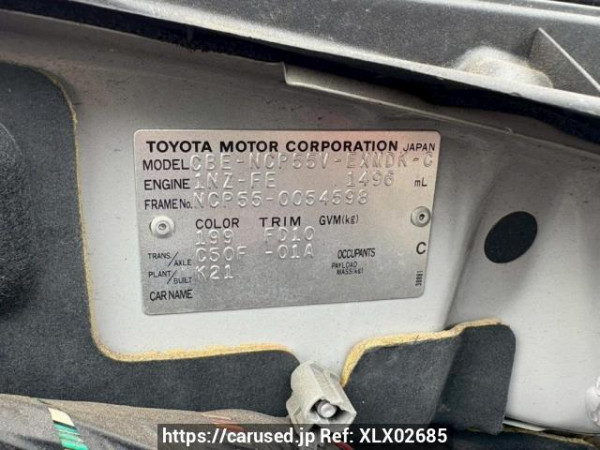 TOYOTA MOTOR CORPORATION JAPAN
MODEL CBE-NCP55V-EXMDK-C
ENGINE 1NZ-FE 1496 mL
FRAME No. NCP55-0054593
COLOR TRIM GVM(kg)
199 FD10
TRANS/AXLE C50F -01A OCCUPANTS C
PLANT/BUILT K21 PAYLOAD MASS(kg)
CAR NAME
https://carused.jp Ref: XLX02685